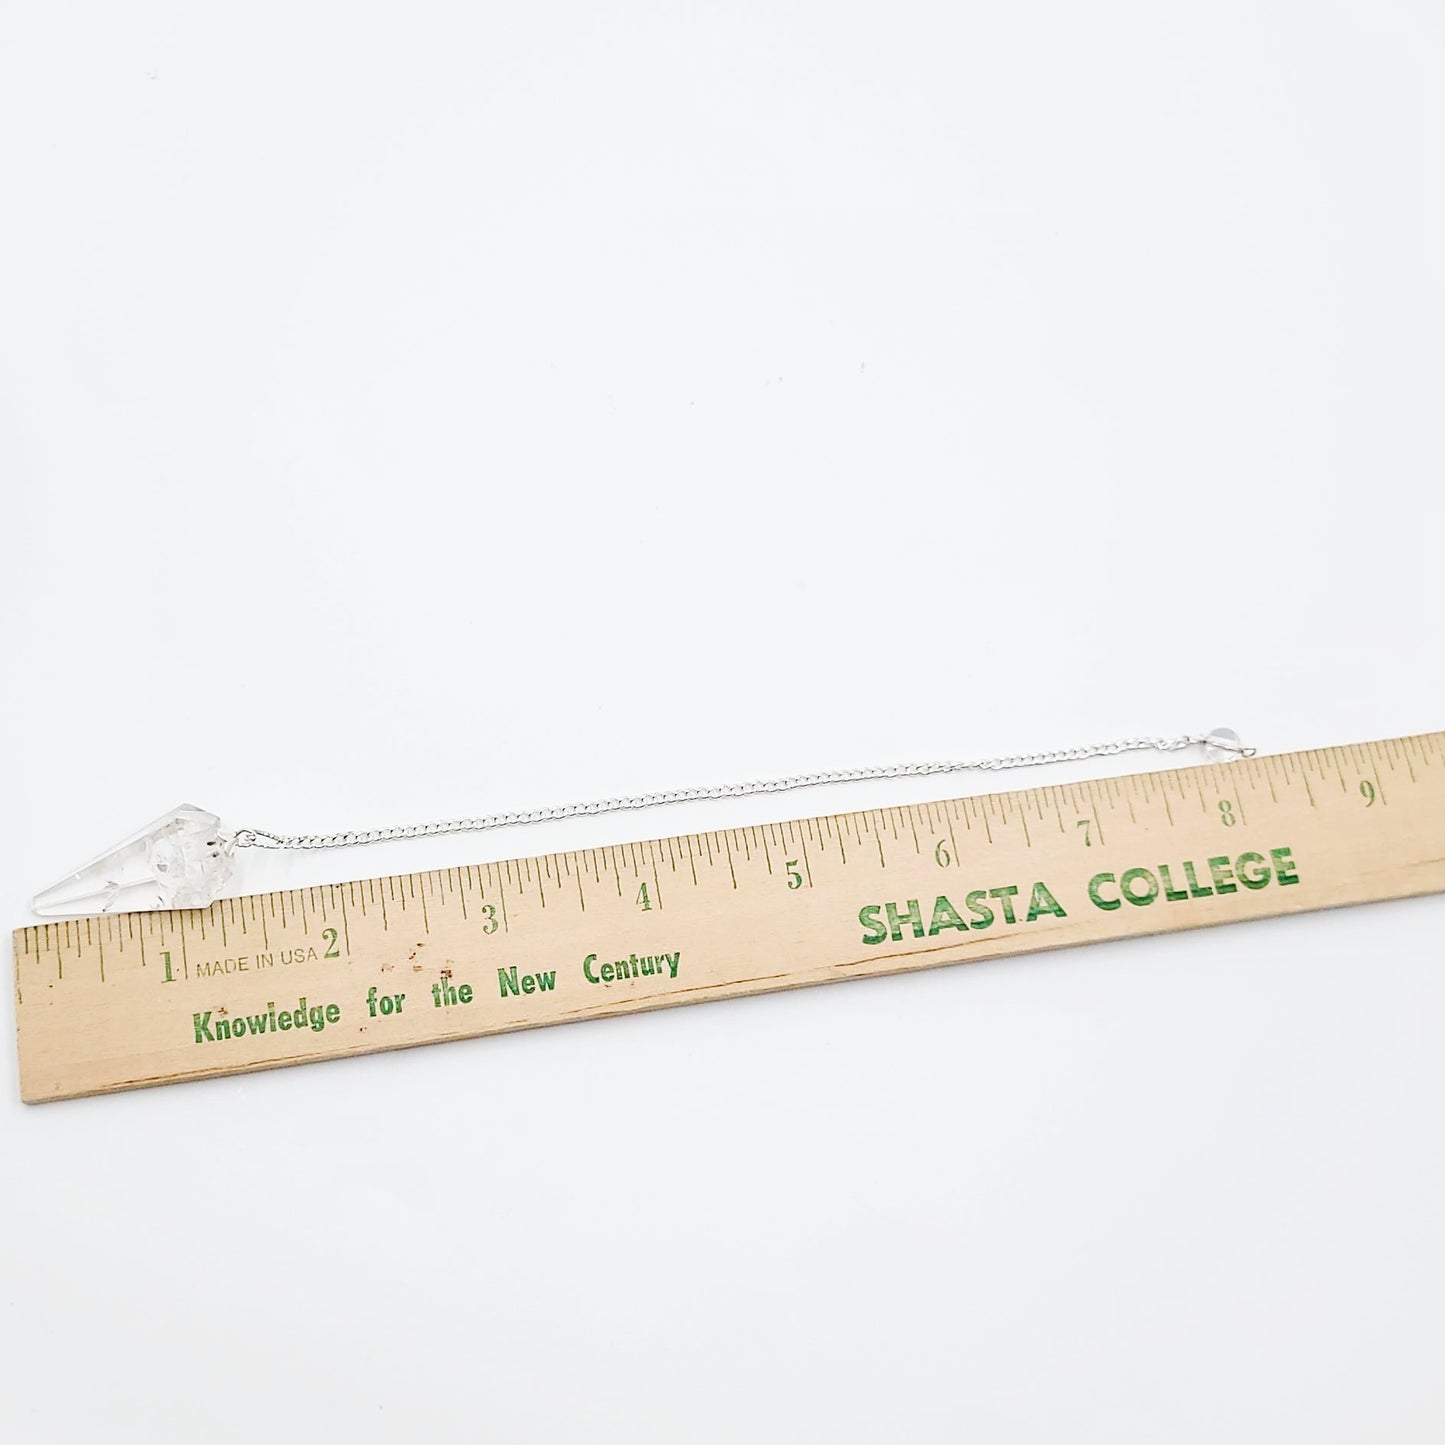 1 2 3 4 5 6 7 8 9
MADE IN USA
Knowledge for the New Century
SHASTA COLLEGE